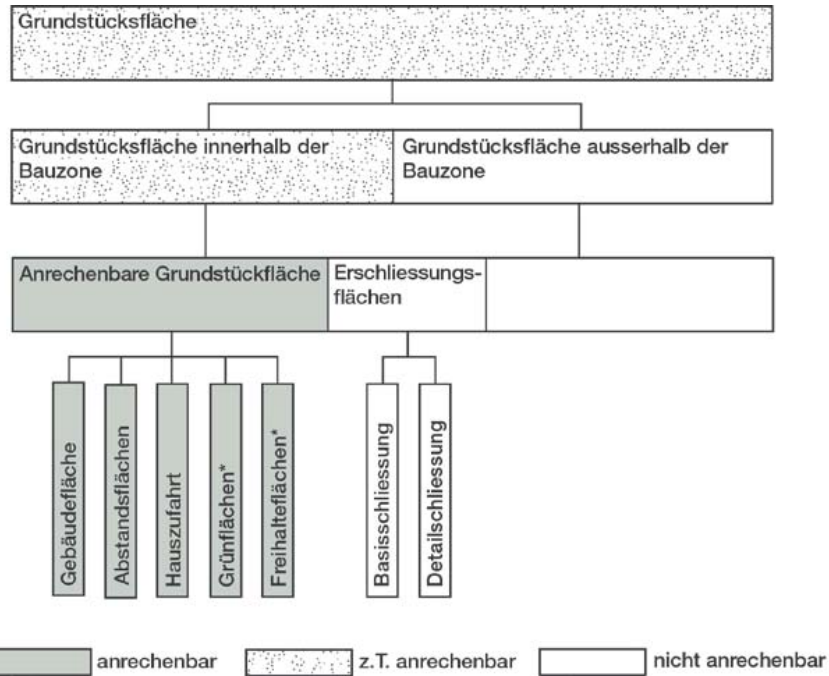 Grundstücksfläche
Grundstücksfläche innerhalb der
Bauzone
Grundstücksfläche ausserhalb der
Bauzone
Anrechenbare Grundstückfläche
Erschliessungs-
flächen
Gebäudefläche
Abstandsflächen
Hauszufahrt
Grünflächen*
Freihalteflächen*
Basisschliessung
Detailschliessung
anrechenbar
z.T. anrechenbar
nicht anrechenbar